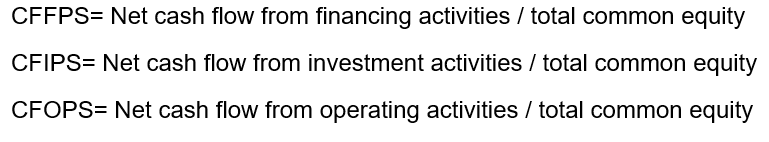 CFFPS= Net cash flow from financing activities / total common equity
CFIPS= Net cash flow from investment activities / total common equity
CFOPS= Net cash flow from operating activities / total common equity